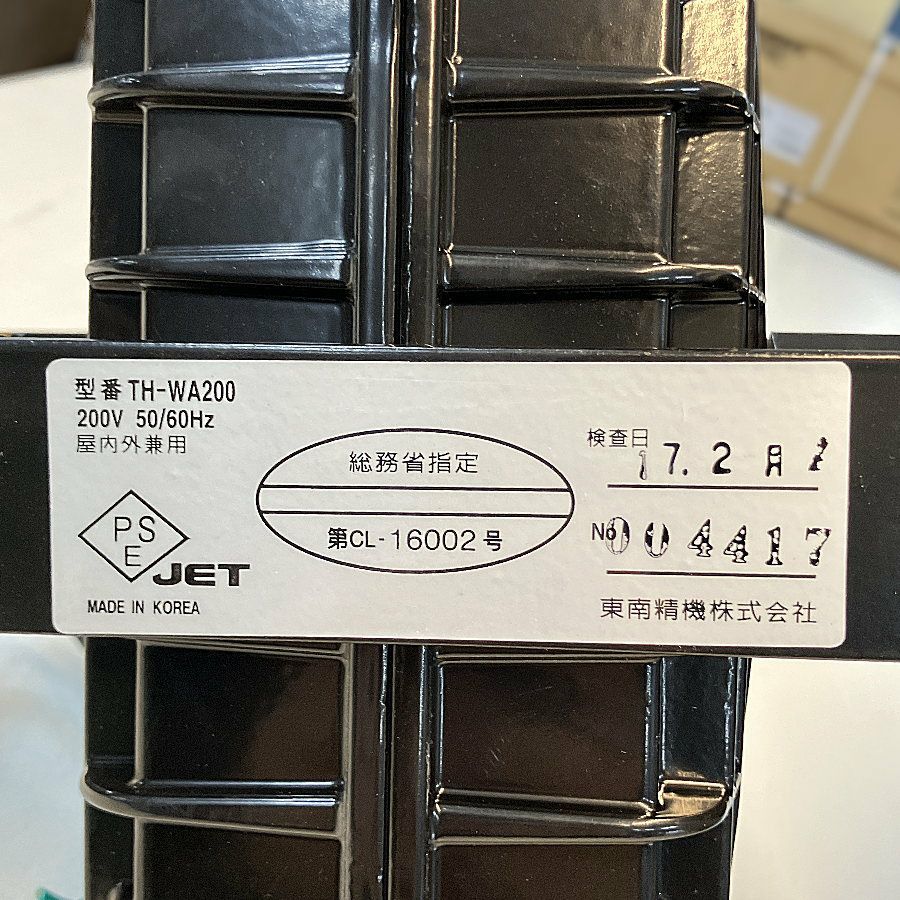 型番 TH-WA200
200V 50/60Hz
屋内外兼用
PS
E
JET
MADE IN KOREA
総務省指定
第CL-16002号
検査日 17.2月
No 004417
東南精機株式会社